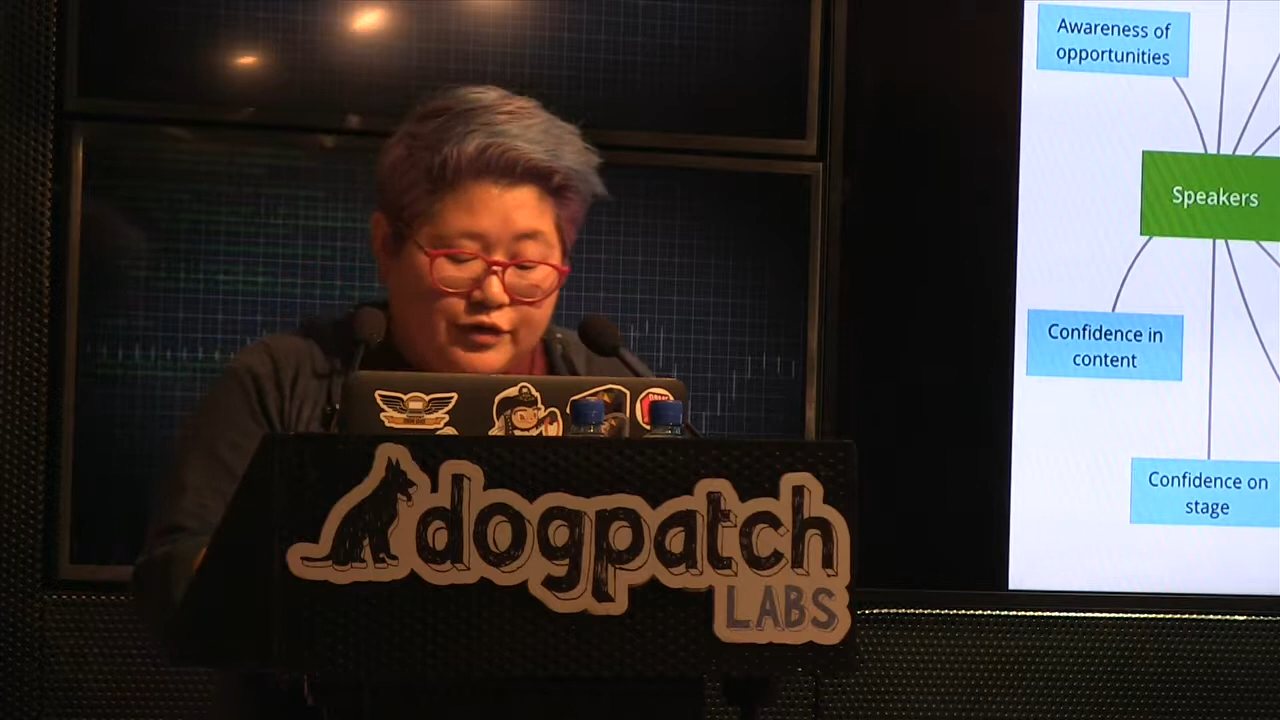 Awareness of
opportunities
Speakers
Confidence in
content
Confidence on
stage
dogpatch
LABS